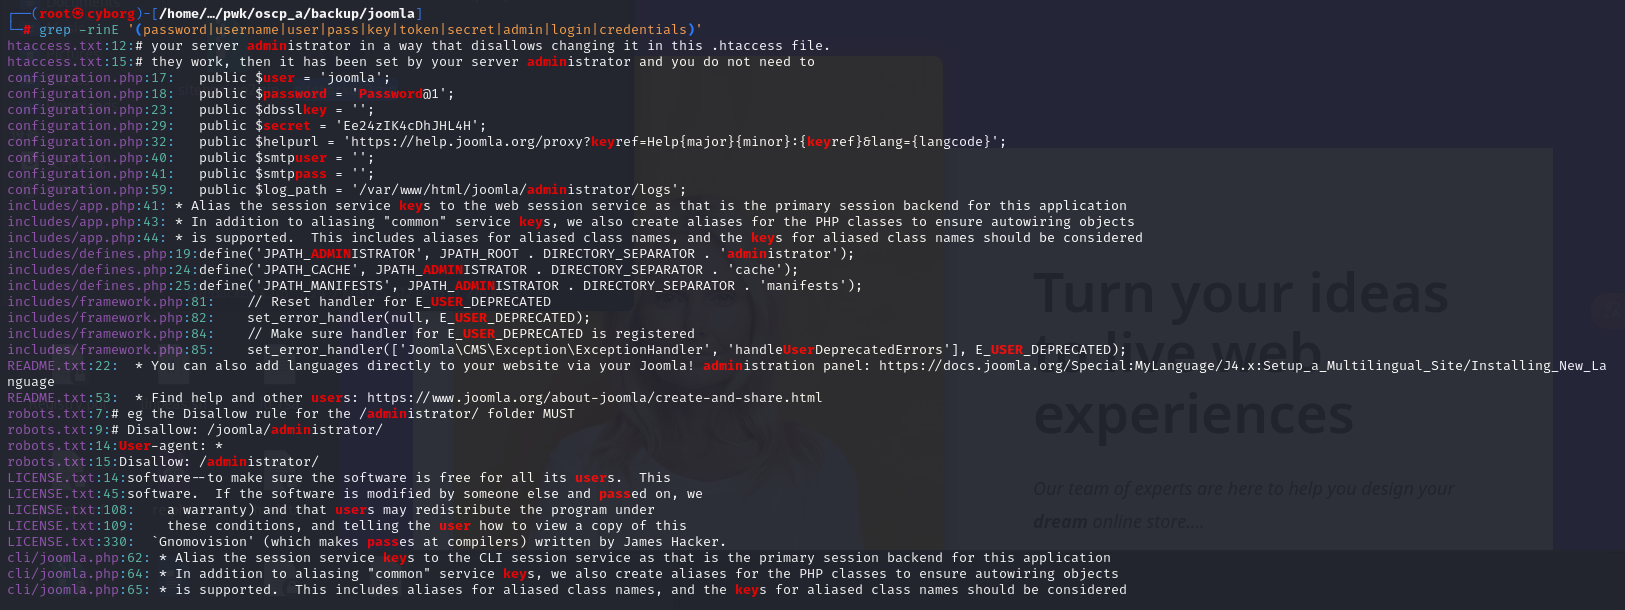 ┌──(root㉿cyborg)-[/home/…/pwk/oscp_a/backup/joomla]
└─# grep -rinE '(password|username|user|pass|key|token|secret|admin|login|credentials)'
htaccess.txt:12:# your server administrator in a way that disallows changing it in this .htaccess file.
htaccess.txt:15:# they work, then it has been set by your server administrator and you do not need to
configuration.php:17:   public $user = 'joomla';
configuration.php:18:   public $password = 'Password@1';
configuration.php:23:   public $dbsslkey = '';
configuration.php:29:   public $secret = 'Ee24zIK4cDhJHL4H';
configuration.php:32:   public $helpurl = 'https://help.joomla.org/proxy?keyref=Help{major}{minor}:{keyref}&lang={langcode}';
configuration.php:40:   public $smtpuser = '';
configuration.php:41:   public $smtppass = '';
configuration.php:59:   public $log_path = '/var/www/html/joomla/administrator/logs';
includes/app.php:41: * Alias the session service keys to the web session service as that is the primary session backend for this application
includes/app.php:43: * In addition to aliasing "common" service keys, we also create aliases for the PHP classes to ensure autowiring objects
includes/app.php:44: * is supported.  This includes aliases for aliased class names, and the keys for aliased class names should be considered
includes/defines.php:19:define('JPATH_ADMINISTRATOR', JPATH_ROOT . DIRECTORY_SEPARATOR . 'administrator');
includes/defines.php:24:define('JPATH_CACHE', JPATH_ADMINISTRATOR . DIRECTORY_SEPARATOR . 'cache');
includes/defines.php:25:define('JPATH_MANIFESTS', JPATH_ADMINISTRATOR . DIRECTORY_SEPARATOR . 'manifests');
includes/framework.php:81:    // Reset handler for E_USER_DEPRECATED
includes/framework.php:82:    set_error_handler(null, E_USER_DEPRECATED);
includes/framework.php:84:    // Make sure handler for E_USER_DEPRECATED is registered
includes/framework.php:85:    set_error_handler(['Joomla\CMS\Exception\ExceptionHandler', 'handleUserDeprecatedErrors'], E_USER_DEPRECATED);
README.txt:22:  * You can also add languages directly to your website via your Joomla! administration panel: https://docs.joomla.org/Special:MyLanguage/J4.x:Setup_a_Multilingual_Site/Installing_New_La
nguage
README.txt:53:  * Find help and other users: https://www.joomla.org/about-joomla/create-and-share.html
robots.txt:7:# eg the Disallow rule for the /administrator/ folder MUST
robots.txt:9:# Disallow: /joomla/administrator/
robots.txt:14:User-agent: *
robots.txt:15:Disallow: /administrator/
LICENSE.txt:14:software--to make sure the software is free for all its users.  This
LICENSE.txt:45:software.  If the software is modified by someone else and passed on, we
LICENSE.txt:108:    a warranty) and that users may redistribute the program under
LICENSE.txt:109:    these conditions, and telling the user how to view a copy of this
LICENSE.txt:330:  `Gnomovision' (which makes passes at compilers) written by James Hacker.
cli/joomla.php:62: * Alias the session service keys to the CLI session service as that is the primary session backend for this application
cli/joomla.php:64: * In addition to aliasing "common" service keys, we also create aliases for the PHP classes to ensure autowiring objects
cli/joomla.php:65: * is supported.  This includes aliases for aliased class names, and the keys for aliased class names should be considered
Turn your ideas
to live web
experiences
Our team of experts are here to help you design your
dream online store....